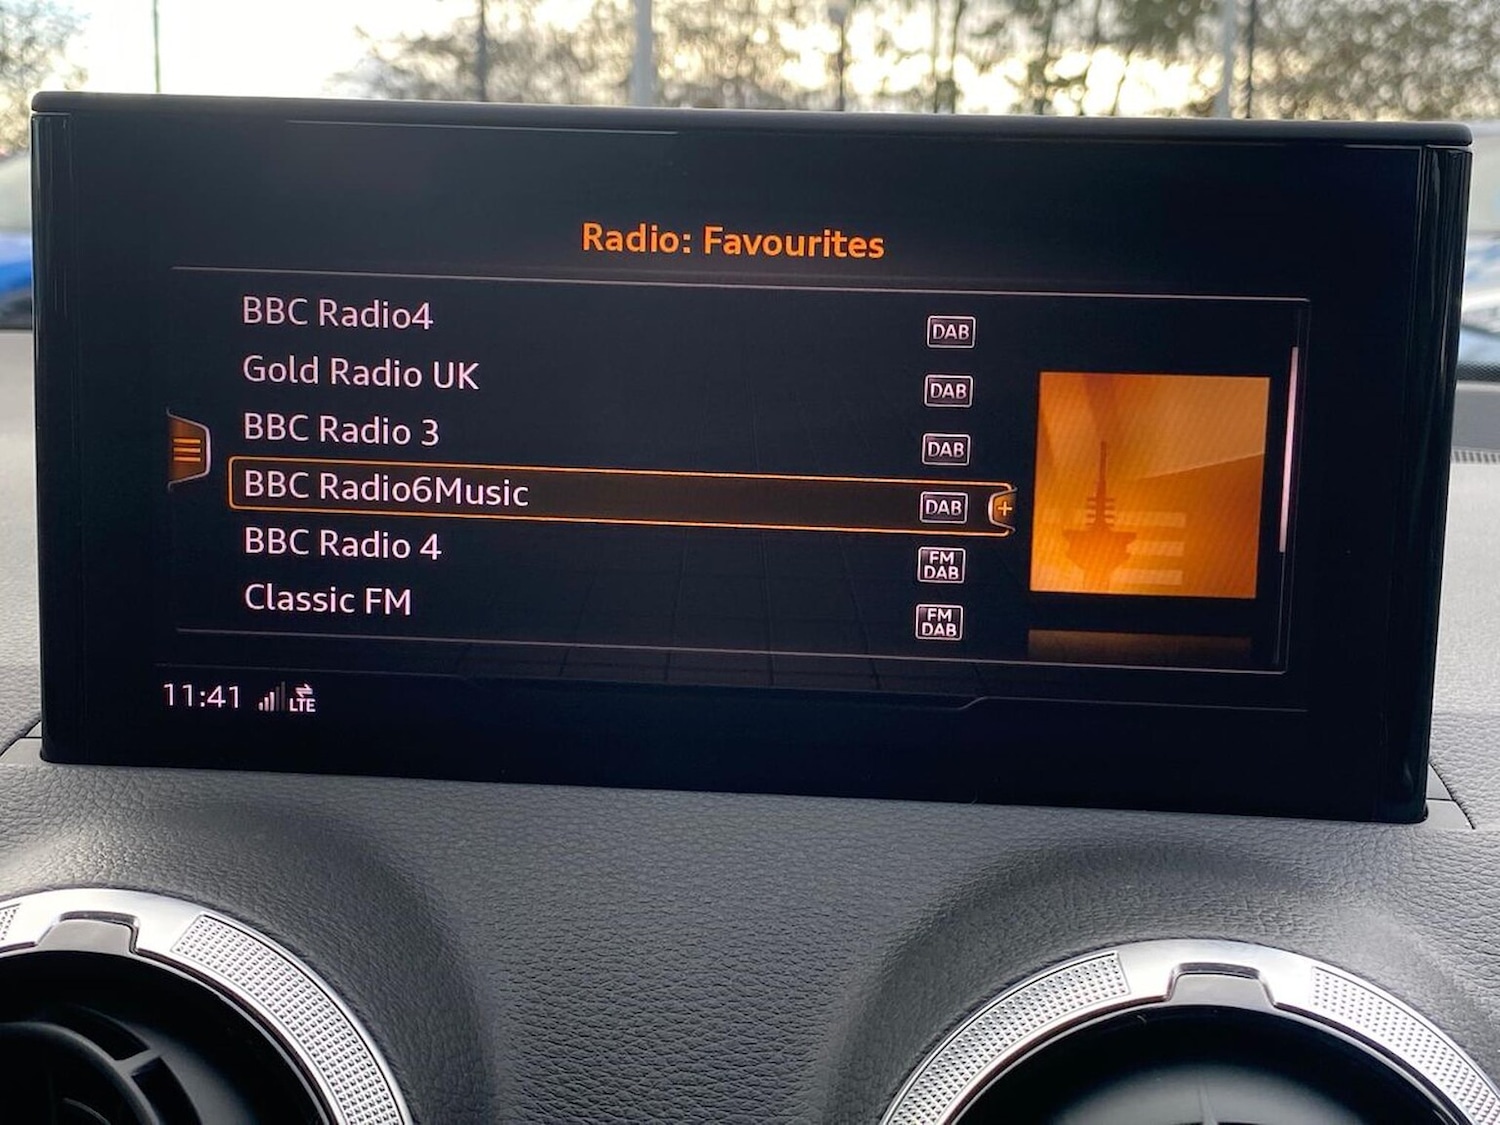 Radio: Favourites
BBC Radio4 DAB
Gold Radio UK DAB
BBC Radio 3 DAB
BBC Radio6Music DAB +
BBC Radio 4 FM DAB
Classic FM FM DAB
11:41 LTE